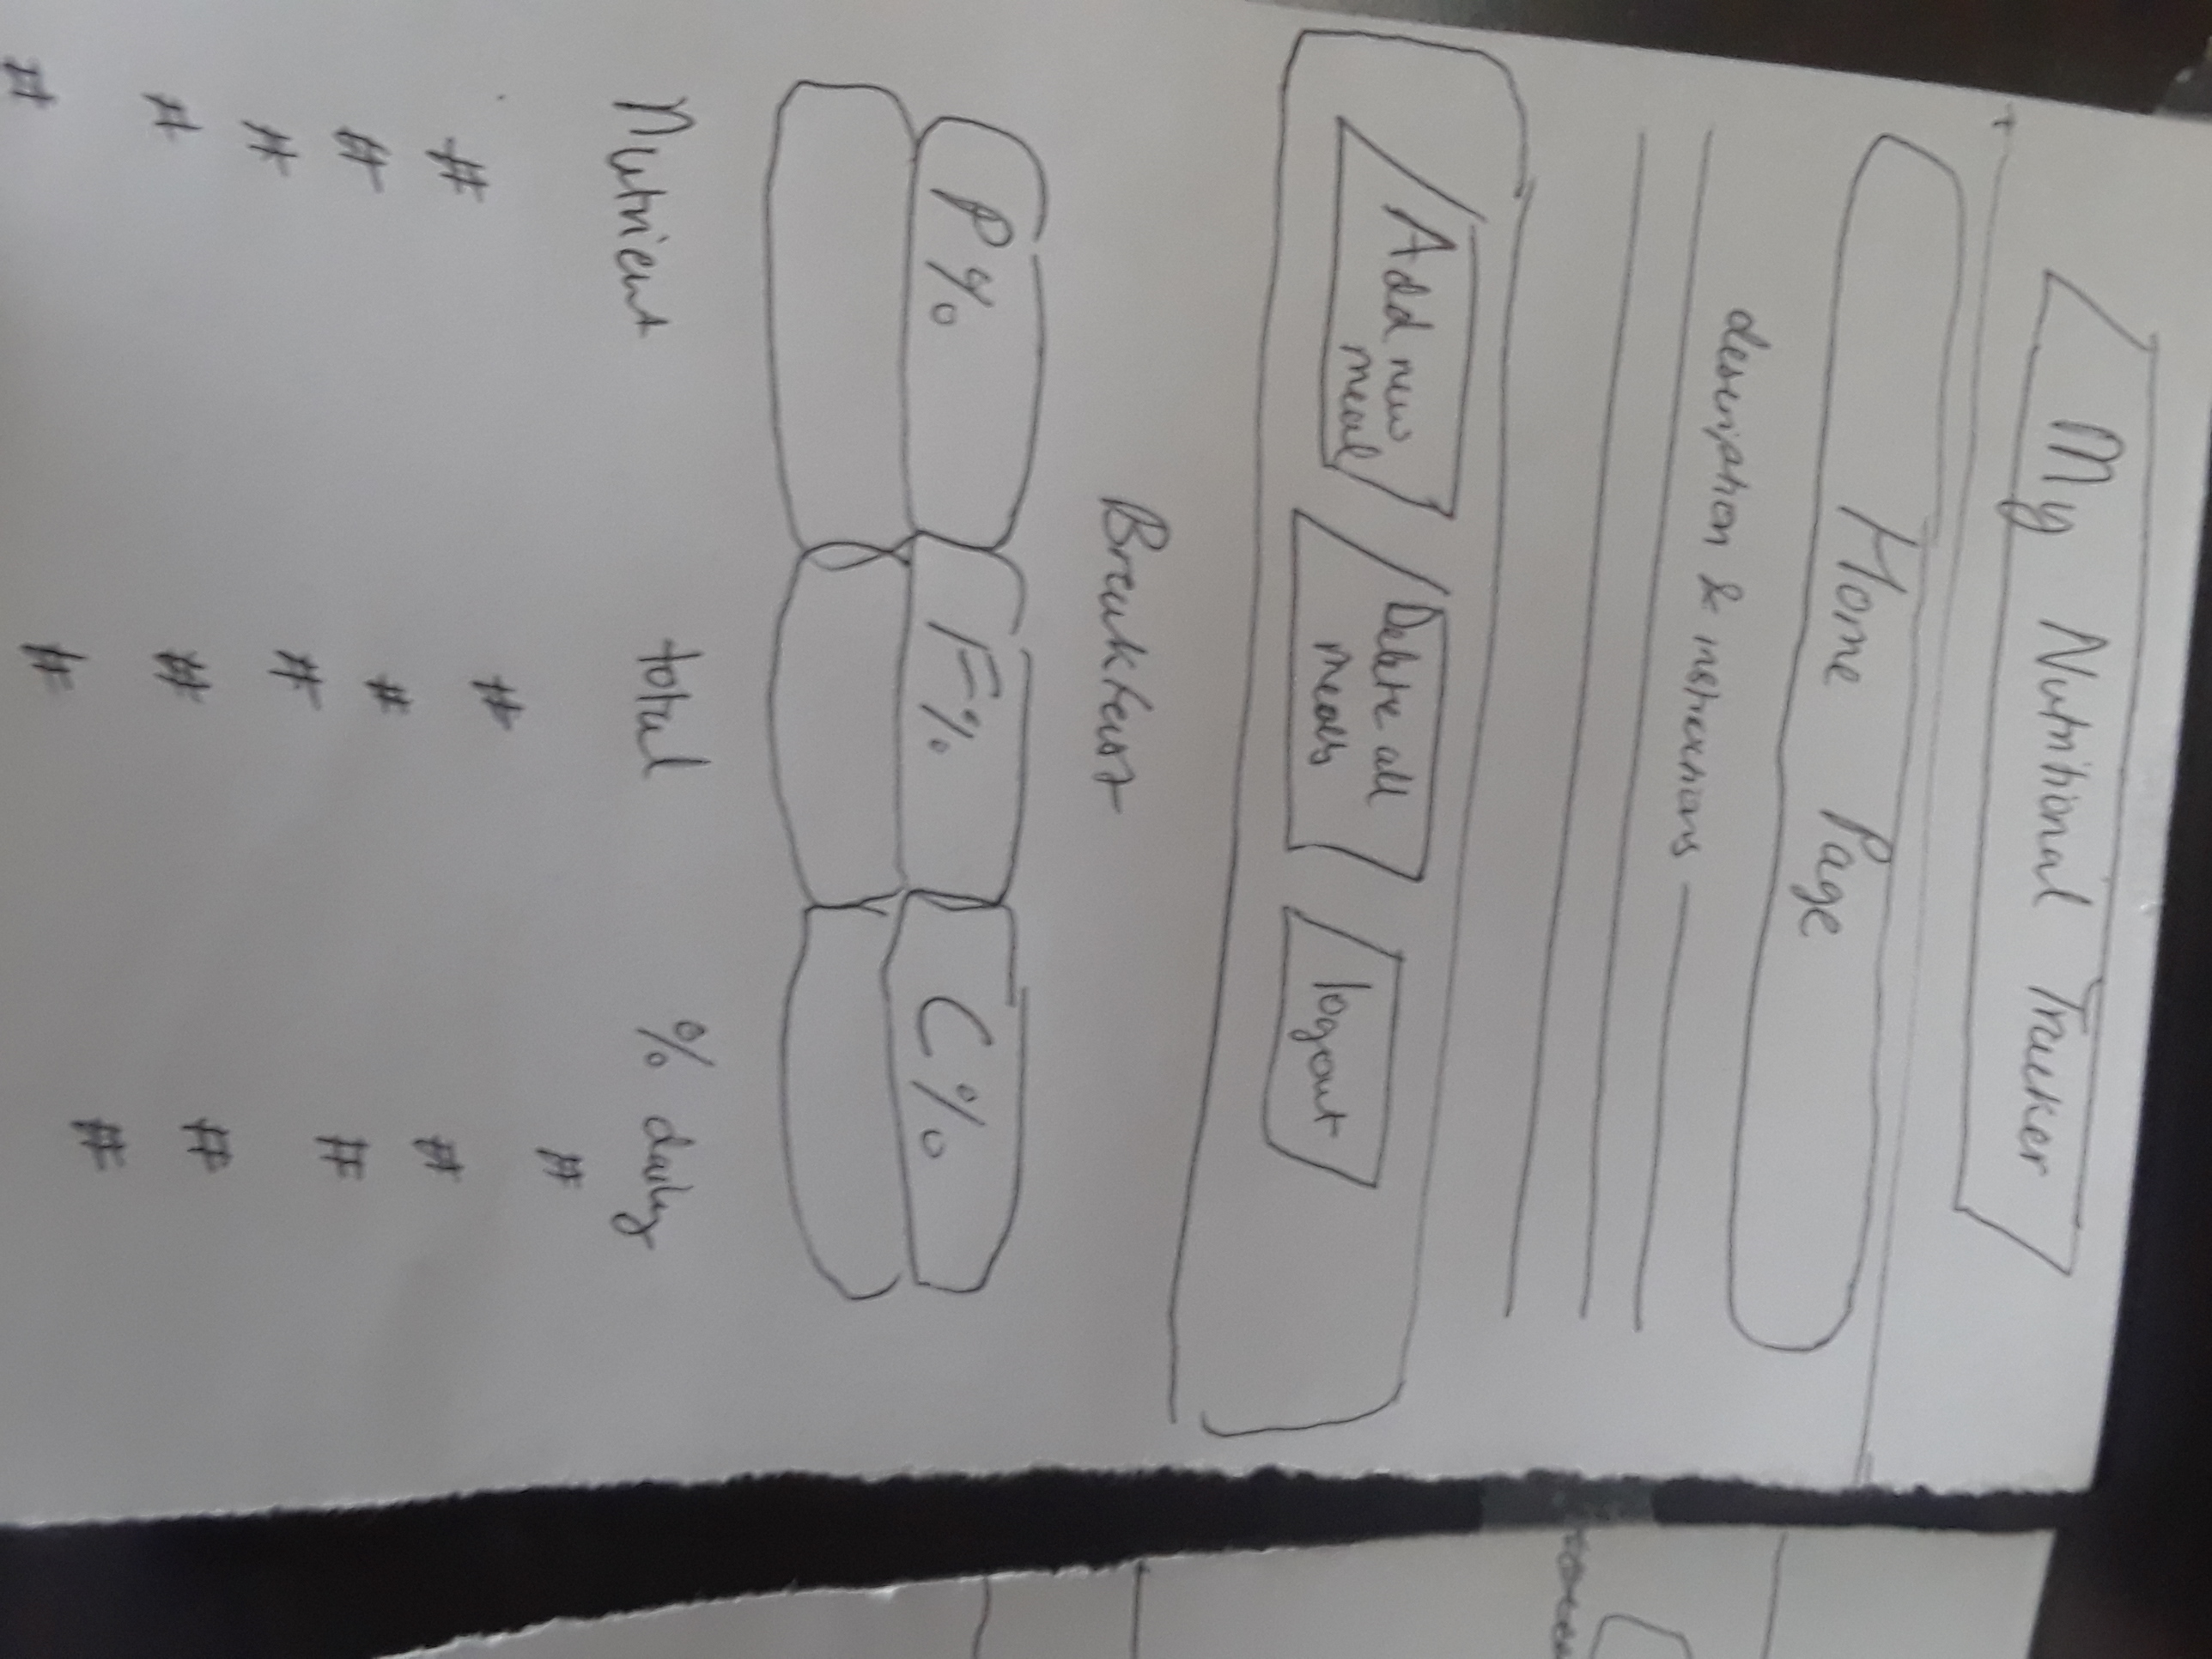 My Nutritional Tracker
Home Page
description & instructions
Add new meal
Delete all meals
logout
Breakfast
P% F% C%
Nutrient total % daily
# # #
# # #
# # #
# # #
# # #